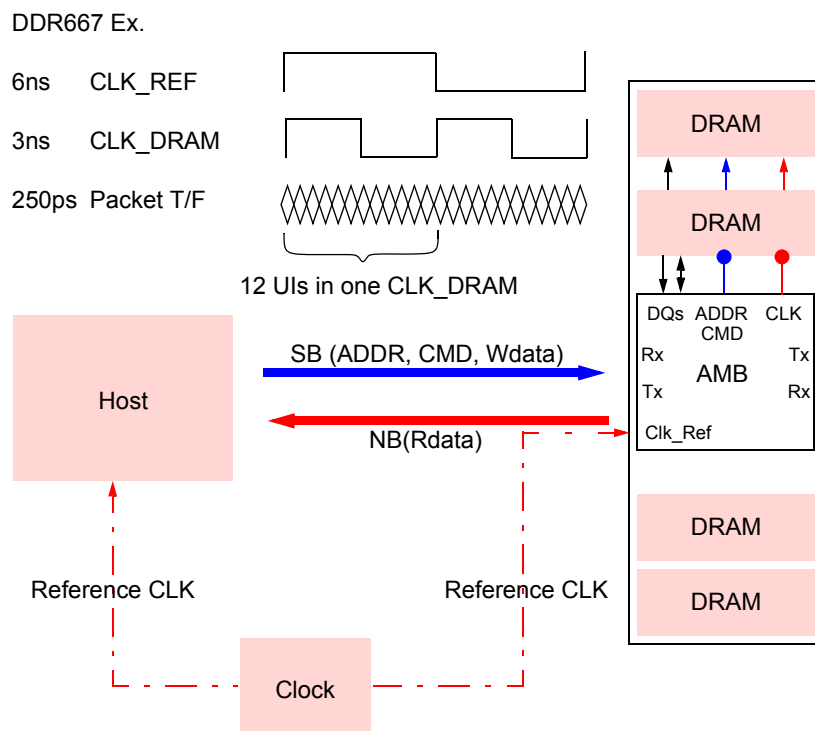 DDR667 Ex.
6ns CLK_REF
3ns CLK_DRAM
250ps Packet T/F
12 UIs in one CLK_DRAM
DRAM
DRAM
DQs ADDR CLK
CMD
Rx Tx
AMB
Tx Rx
Clk_Ref
SB (ADDR, CMD, Wdata)
Host
NB(Rdata)
DRAM
DRAM
Reference CLK
Reference CLK
Clock